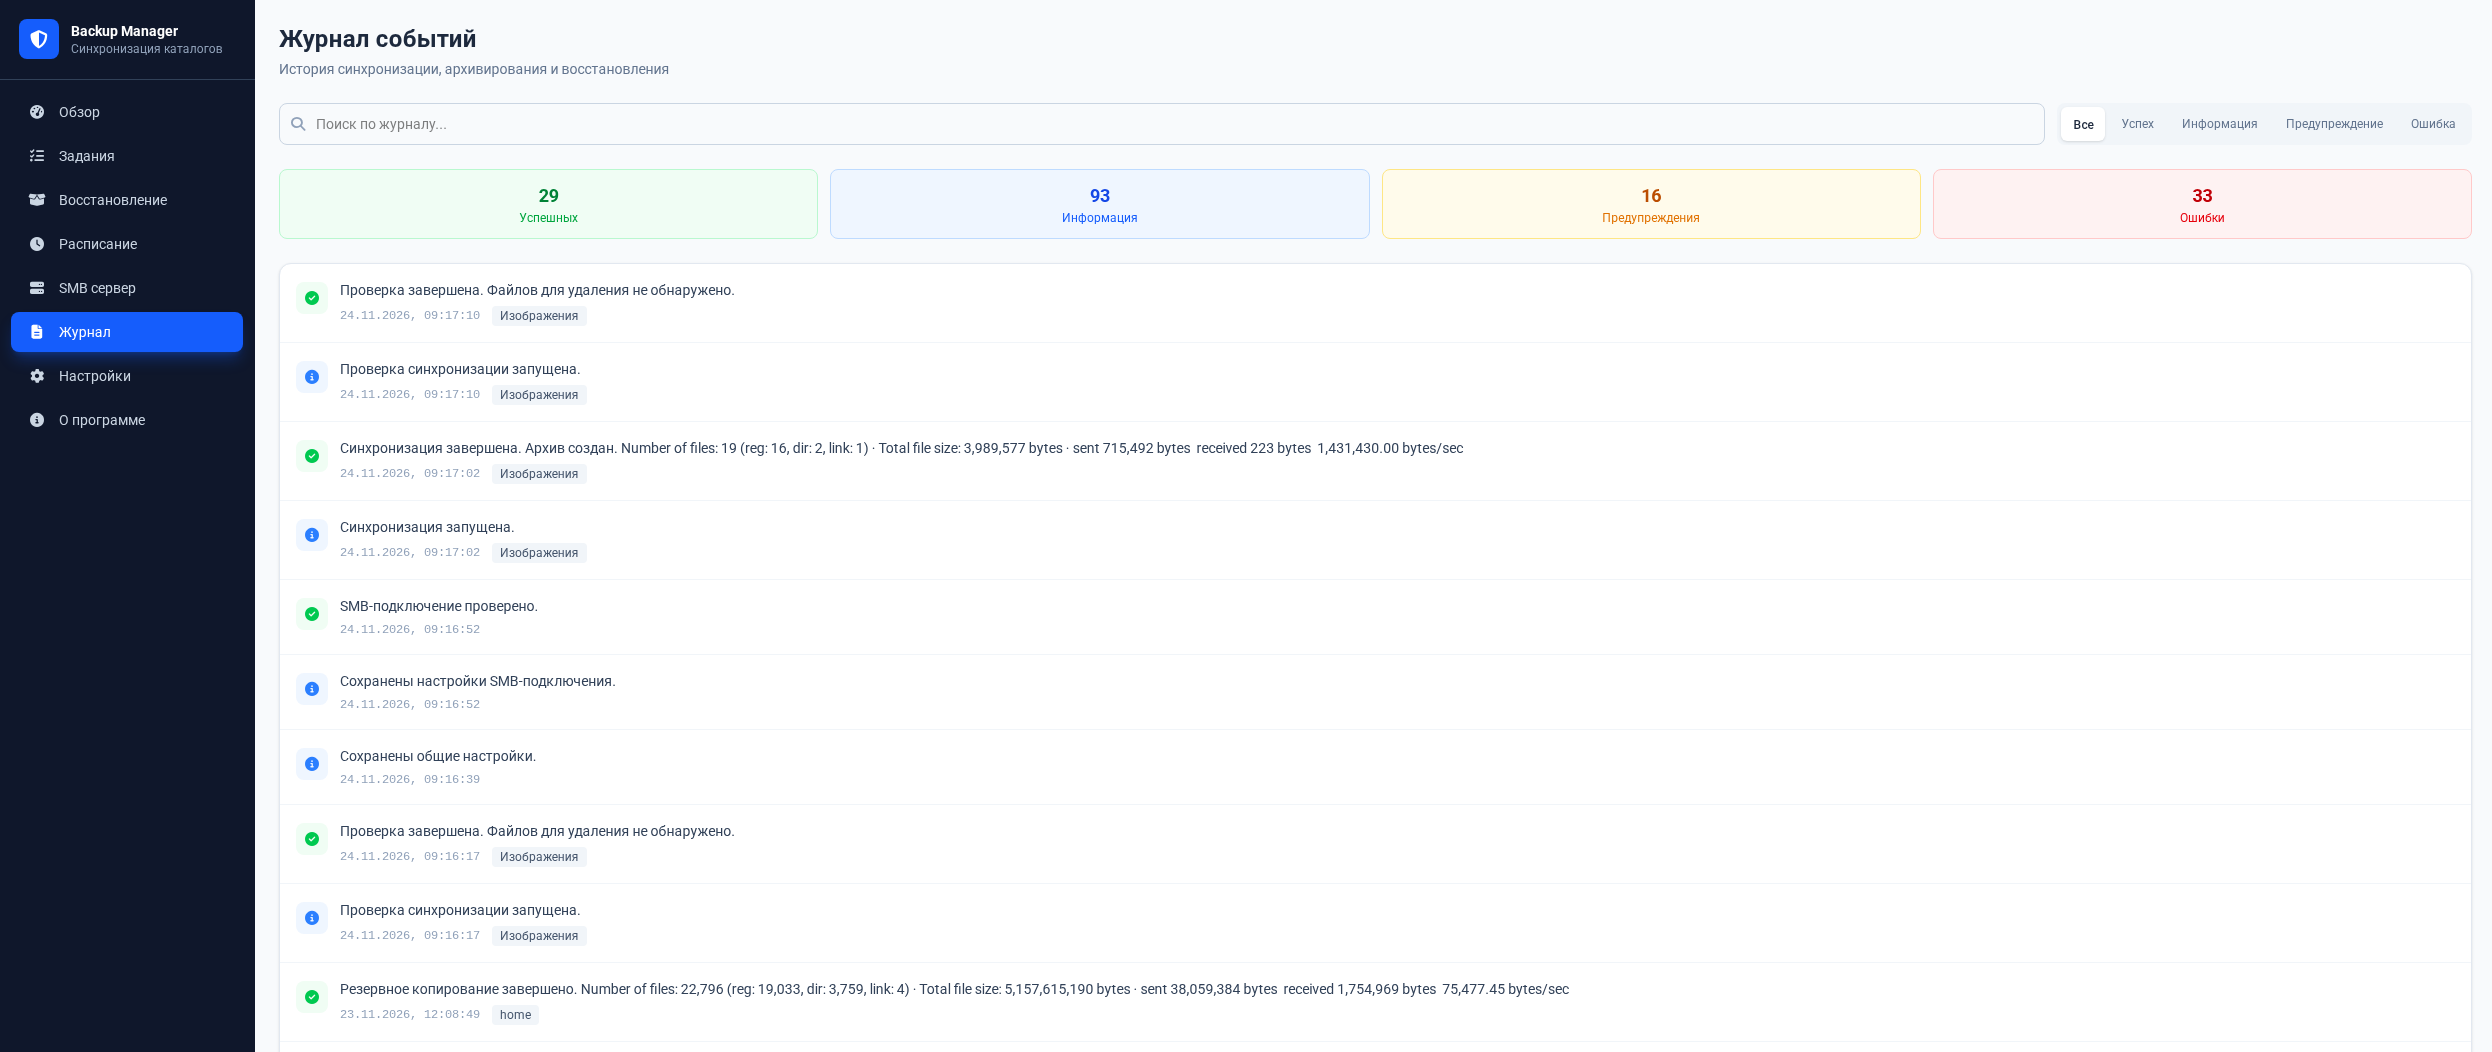 Backup Manager
Синхронизация каталогов
Обзор
Задания
Восстановление
Расписание
SMB сервер
Журнал
Настройки
О программе
Журнал событий
История синхронизации, архивирования и восстановления
Поиск по журналу...
Все Успех Информация Предупреждение Ошибка
29
Успешных
93
Информация
16
Предупреждения
33
Ошибки
Проверка завершена. Файлов для удаления не обнаружено.
24.11.2026, 09:17:10 Изображения
Проверка синхронизации запущена.
24.11.2026, 09:17:10 Изображения
Синхронизация завершена. Архив создан. Number of files: 19 (reg: 16, dir: 2, link: 1) · Total file size: 3,989,577 bytes · sent 715,492 bytes  received 223 bytes  1,431,430.00 bytes/sec
24.11.2026, 09:17:02 Изображения
Синхронизация запущена.
24.11.2026, 09:17:02 Изображения
SMB-подключение проверено.
24.11.2026, 09:16:52
Сохранены настройки SMB-подключения.
24.11.2026, 09:16:52
Сохранены общие настройки.
24.11.2026, 09:16:39
Проверка завершена. Файлов для удаления не обнаружено.
24.11.2026, 09:16:17 Изображения
Проверка синхронизации запущена.
24.11.2026, 09:16:17 Изображения
Резервное копирование завершено. Number of files: 22,796 (reg: 19,033, dir: 3,759, link: 4) · Total file size: 5,157,615,190 bytes · sent 38,059,384 bytes  received 1,754,969 bytes  75,477.45 bytes/sec
23.11.2026, 12:08:49 home